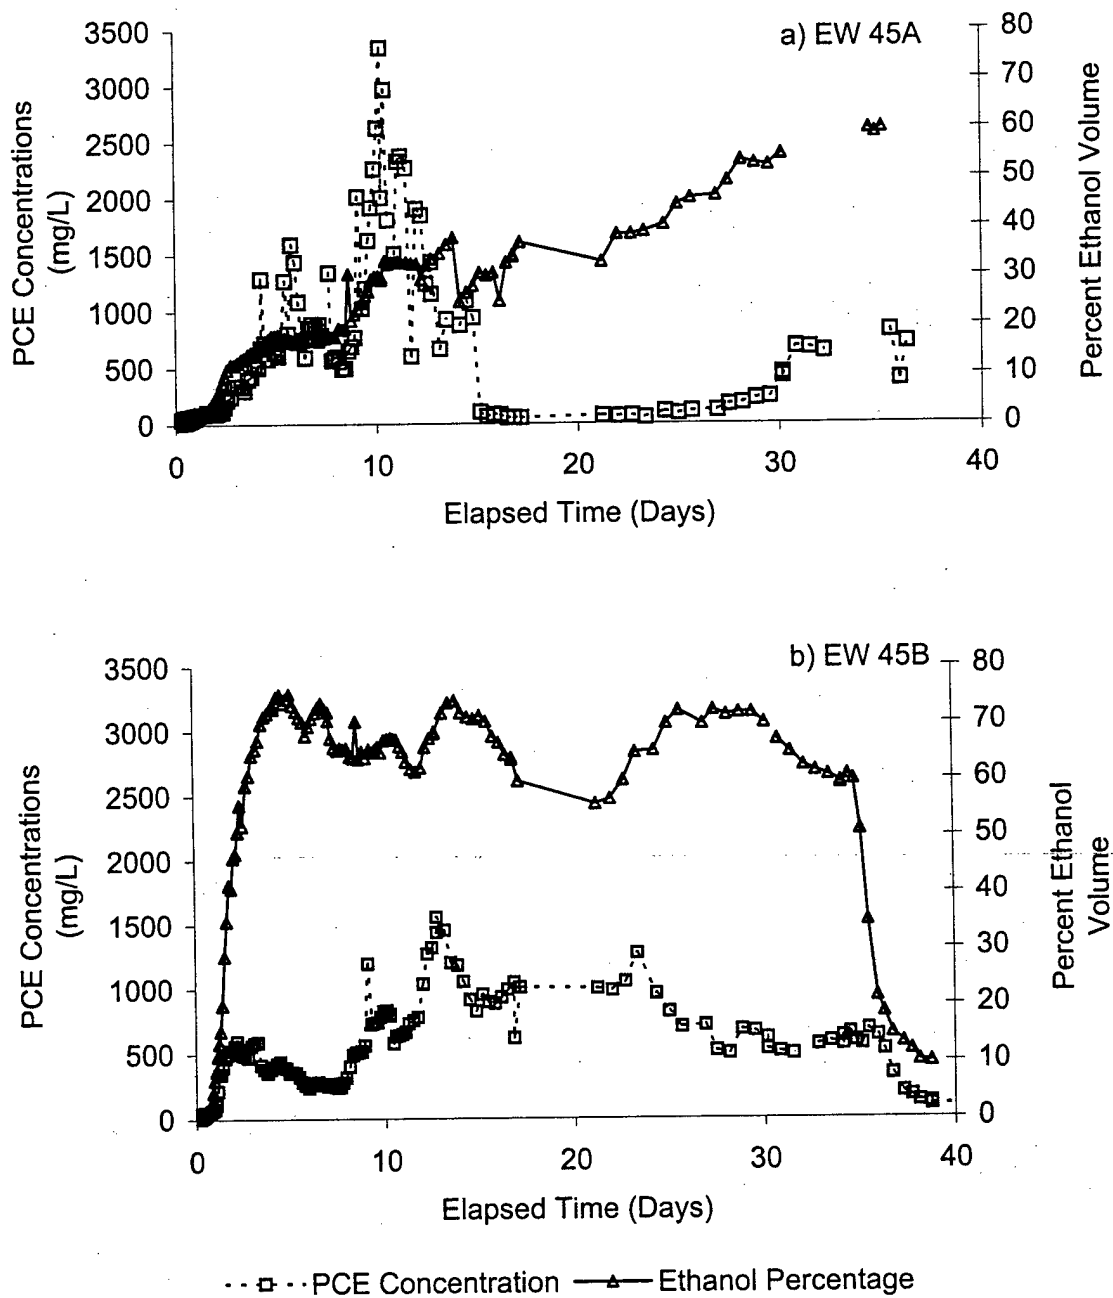 a) EW 45A
PCE Concentrations
(mg/L)
3500
3000
2500
2000
1500
1000
500
0
80
70
60
50
40
30
20
10
0
Percent Ethanol Volume
0 10 20 30 40
Elapsed Time (Days)
b) EW 45B
PCE Concentrations
(mg/L)
3500
3000
2500
2000
1500
1000
500
0
80
70
60
50
40
30
20
10
0
Percent Ethanol
Volume
0 10 20 30 40
Elapsed Time (Days)
PCE Concentration Ethanol Percentage